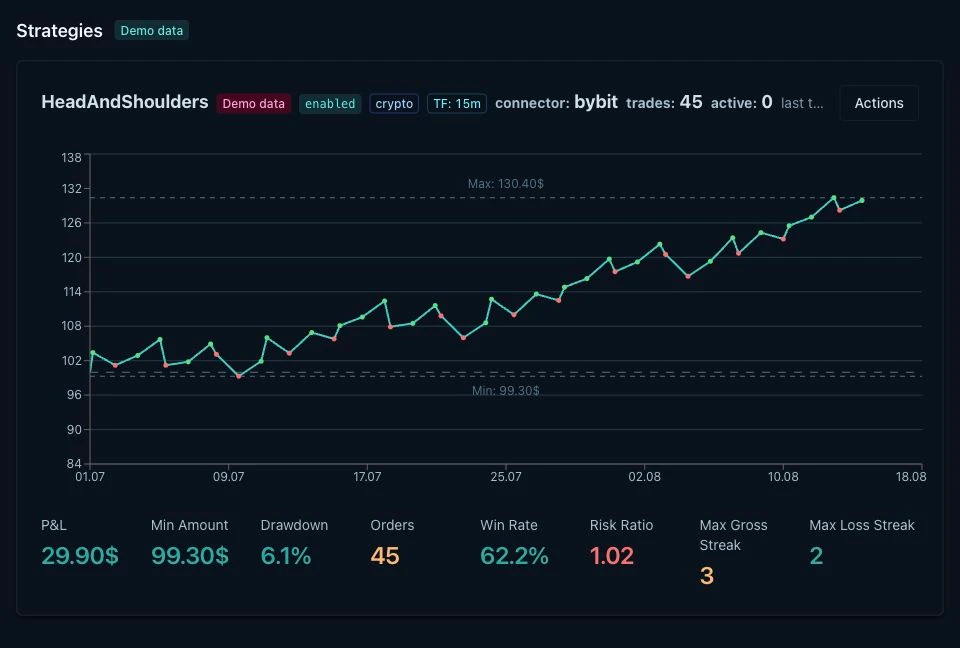 Strategies Demo data
HeadAndShoulders Demo data enabled crypto TF: 15m connector: bybit trades: 45 active: 0 last t... Actions
138
Max: 130.40$
132
126
120
114
108
102
Min: 99.30$
96
90
84
01.07 09.07 17.07 25.07 02.08 10.08 18.08
P&L Min Amount Drawdown Orders Win Rate Risk Ratio Max Gross Streak Max Loss Streak
29.90$ 99.30$ 6.1% 45 62.2% 1.02 3 2